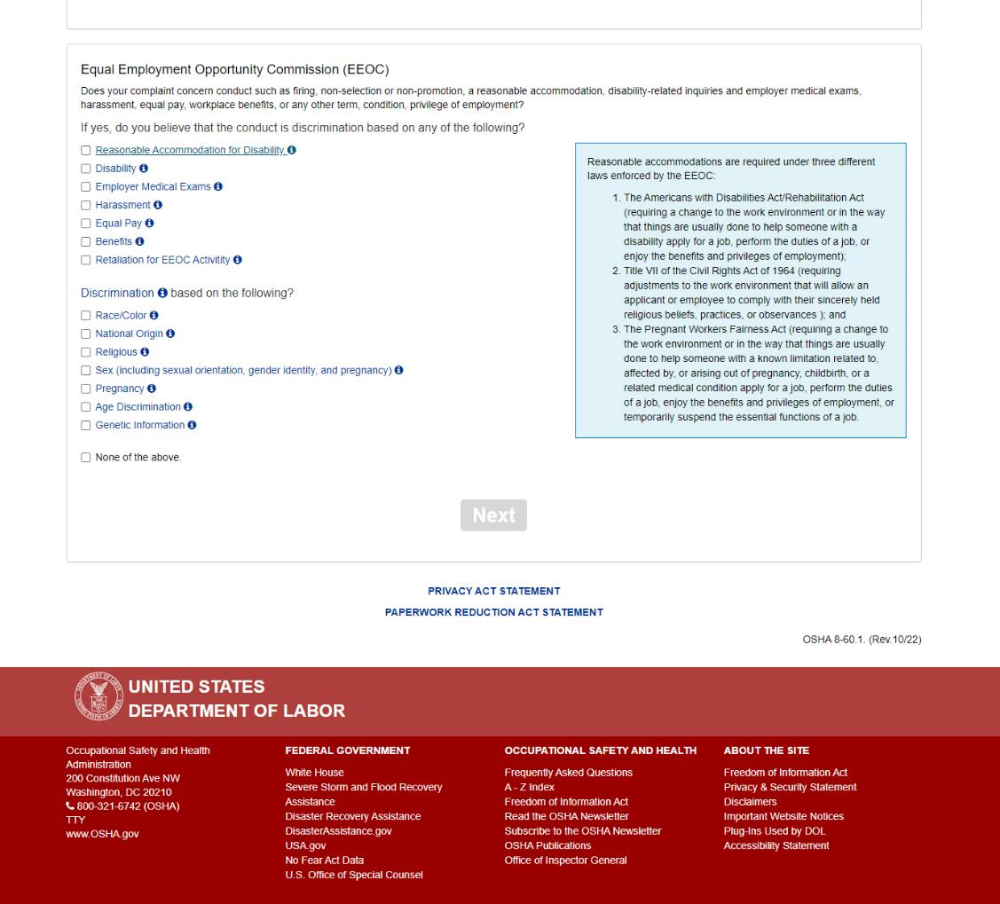 Equal Employment Opportunity Commission (EEOC)
Does your complaint concern conduct such as firing, non-selection or non-promotion, a reasonable accommodation, disability-related inquiries and employer medical exams,
harassment, equal pay, workplace benefits, or any other term, condition, privilege of employment?
If yes, do you believe that the conduct is discrimination based on any of the following?
Reasonable Accommodation for Disability
Disability
Employer Medical Exams
Harassment
Equal Pay
Benefits
Retaliation for EEOC Activitity
Discrimination based on the following?
Race/Color
National Origin
Religious
Sex (including sexual orientation, gender identity, and pregnancy)
Pregnancy
Age Discrimination
Genetic Information
None of the above.
Reasonable accommodations are required under three different
laws enforced by the EEOC:
1. The Americans with Disabilities Act/Rehabilitation Act
(requiring a change to the work environment or in the way
that things are usually done to help someone with a
disability apply for a job, perform the duties of a job, or
enjoy the benefits and privileges of employment);
2. Title VII of the Civil Rights Act of 1964 (requiring
adjustments to the work environment that will allow an
applicant or employee to comply with their sincerely held
religious beliefs, practices, or observances ); and
3. The Pregnant Workers Fairness Act (requiring a change to
the work environment or in the way that things are usually
done to help someone with a known limitation related to,
affected by, or arising out of pregnancy, childbirth, or a
related medical condition apply for a job, perform the duties
of a job, enjoy the benefits and privileges of employment, or
temporarily suspend the essential functions of a job.
Next
PRIVACY ACT STATEMENT
PAPERWORK REDUCTION ACT STATEMENT
OSHA 8-60.1. (Rev.10/22)
DEPARTMENT OF LABOR
UNITED STATES OF AMERICA
UNITED STATES
DEPARTMENT OF LABOR
Occupational Safety and Health
Administration
200 Constitution Ave NW
Washington, DC 20210
800-321-6742 (OSHA)
TTY
www.OSHA.gov
FEDERAL GOVERNMENT
White House
Severe Storm and Flood Recovery
Assistance
Disaster Recovery Assistance
DisasterAssistance.gov
USA.gov
No Fear Act Data
U.S. Office of Special Counsel
OCCUPATIONAL SAFETY AND HEALTH
Frequently Asked Questions
A - Z Index
Freedom of Information Act
Read the OSHA Newsletter
Subscribe to the OSHA Newsletter
OSHA Publications
Office of Inspector General
ABOUT THE SITE
Freedom of Information Act
Privacy & Security Statement
Disclaimers
Important Website Notices
Plug-Ins Used by DOL
Accessibility Statement